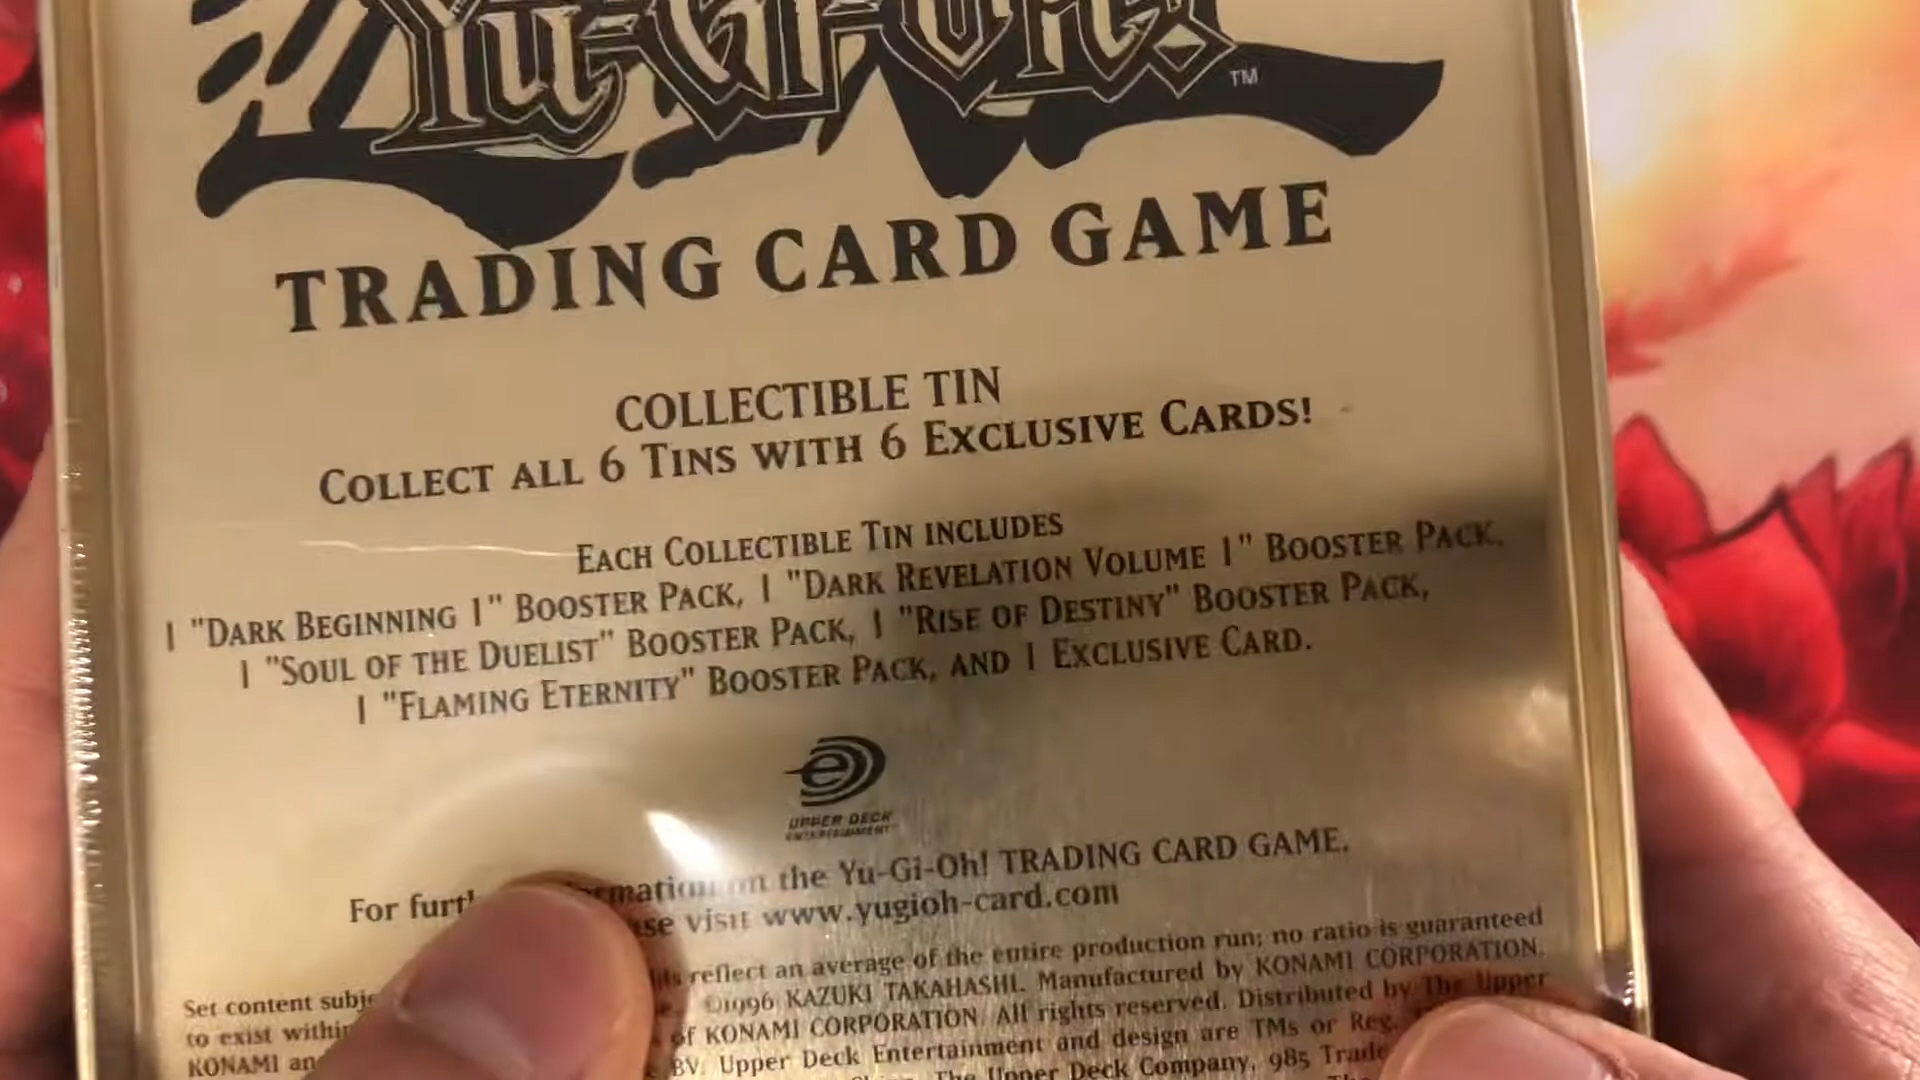 Yu-Gi-Oh!
TM
TRADING CARD GAME
COLLECTIBLE TIN
COLLECT ALL 6 TINS WITH 6 EXCLUSIVE CARDS!
EACH COLLECTIBLE TIN INCLUDES
1 "DARK BEGINNING 1" BOOSTER PACK, 1 "DARK REVELATION VOLUME 1" BOOSTER PACK,
1 "SOUL OF THE DUELIST" BOOSTER PACK, 1 "RISE OF DESTINY" BOOSTER PACK,
1 "FLAMING ETERNITY" BOOSTER PACK, AND 1 EXCLUSIVE CARD.
UPPER DECK
ENTERTAINMENT
For on the Yu-Gi-Oh! TRADING CARD GAME.
visit www.yugioh-card.com
Set content reflect an average of the entire production run; no ratio is guaranteed
to exist ©1996 KAZUKI TAKAHASHI. Manufactured by KONAMI CORPORATION.
KONAMI of KONAMI CORPORATION. All rights reserved. Distributed by The Upper
BV. Upper Deck Entertainment and design are TMs or Reg.
The Upper Deck Company, 985 Trade